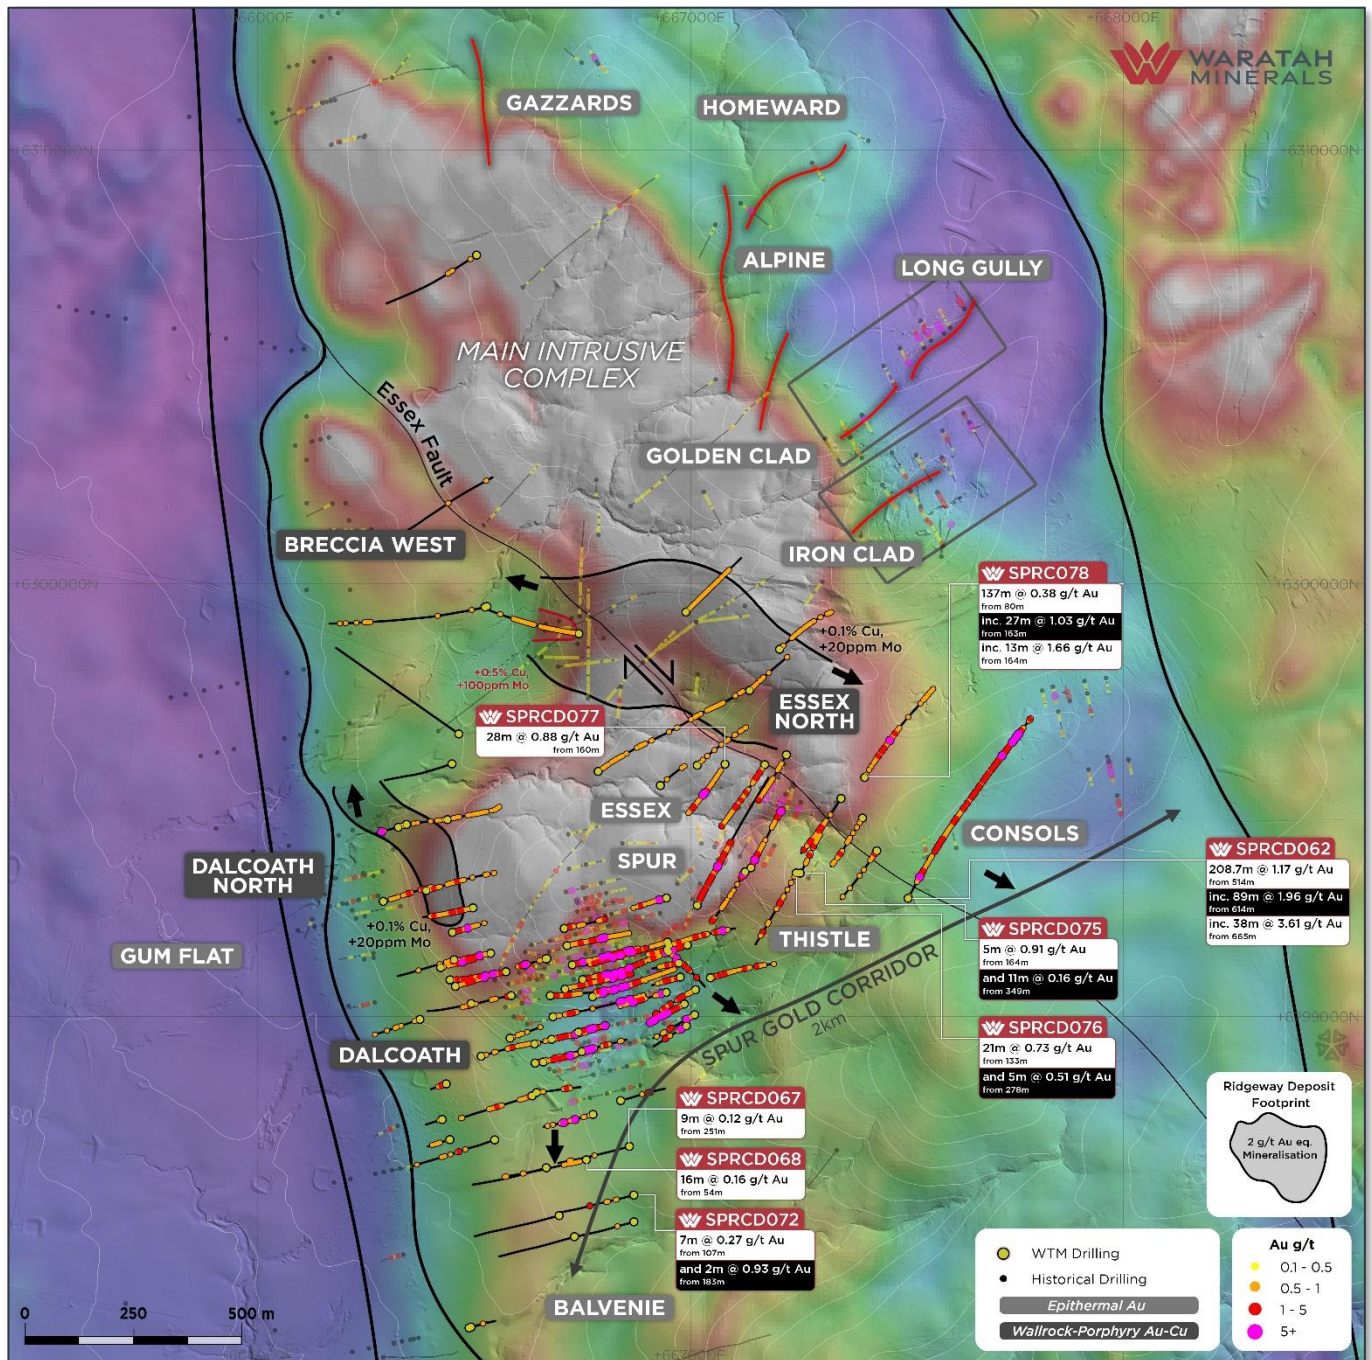 +666000E
+667000E
+668000E
WARATAH
MINERALS
GAZZARDS
HOMEWARD
+6310000N
+6310000N
ALPINE
LONG GULLY
MAIN INTRUSIVE
COMPLEX
Essex Fault
GOLDEN CLAD
BRECCIA WEST
IRON CLAD
+6300000N
+6300000N
SPRC078
137m @ 0.38 g/t Au
from 80m
inc. 27m @ 1.03 g/t Au
from 163m
inc. 13m @ 1.66 g/t Au
from 164m
+0.1% Cu,
+20ppm Mo
+0.5% Cu,
+100ppm Mo
ESSEX
NORTH
SPRCD077
28m @ 0.88 g/t Au
from 160m
ESSEX
SPUR
CONSOLS
DALCOATH
NORTH
SPRCD062
208.7m @ 1.17 g/t Au
from 514m
inc. 89m @ 1.96 g/t Au
from 614m
inc. 38m @ 3.61 g/t Au
from 665m
+0.1% Cu,
+20ppm Mo
THISTLE
GUM FLAT
SPRCD075
5m @ 0.91 g/t Au
from 164m
and 11m @ 0.16 g/t Au
from 349m
SPUR GOLD CORRIDOR
2km
+6299000N
DALCOATH
SPRCD076
21m @ 0.73 g/t Au
from 133m
and 5m @ 0.51 g/t Au
from 278m
SPRCD067
9m @ 0.12 g/t Au
from 251m
SPRCD068
16m @ 0.16 g/t Au
from 54m
SPRCD072
7m @ 0.27 g/t Au
from 107m
and 2m @ 0.93 g/t Au
from 183m
BALVENIE
Ridgeway Deposit
Footprint
2 g/t Au eq.
Mineralisation
WTM Drilling
Historical Drilling
Epithermal Au
Wallrock-Porphyry Au-Cu
Au g/t
0.1 - 0.5
0.5 - 1
1 - 5
5+
0
250
500 m
+667000E